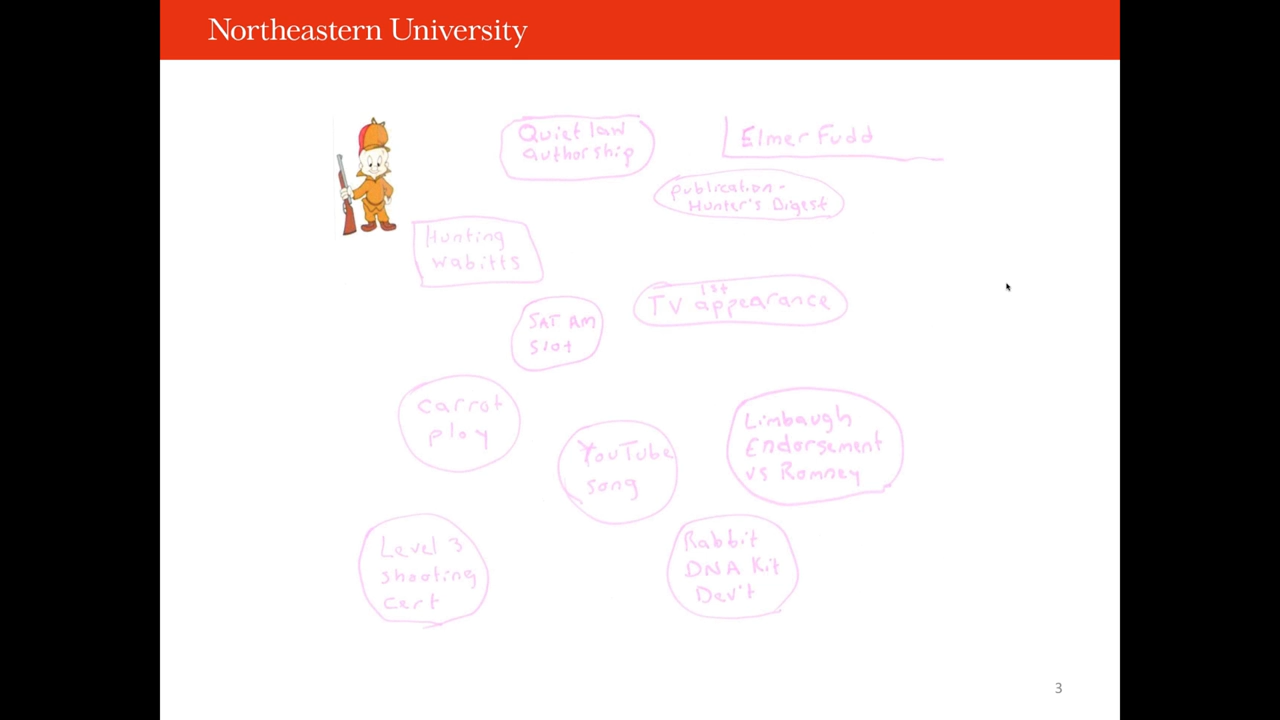 Northeastern University
Quiet law
authorship
Elmer Fudd
publication -
Hunter's Digest
Hunting
wabitts
1st
TV appearance
SAT AM
slot
carrot
ploy
YouTube
song
Limbaugh
Endorsement
vs Romney
Level 3
shooting
cert
Rabbit
DNA Kit
Dev't
3